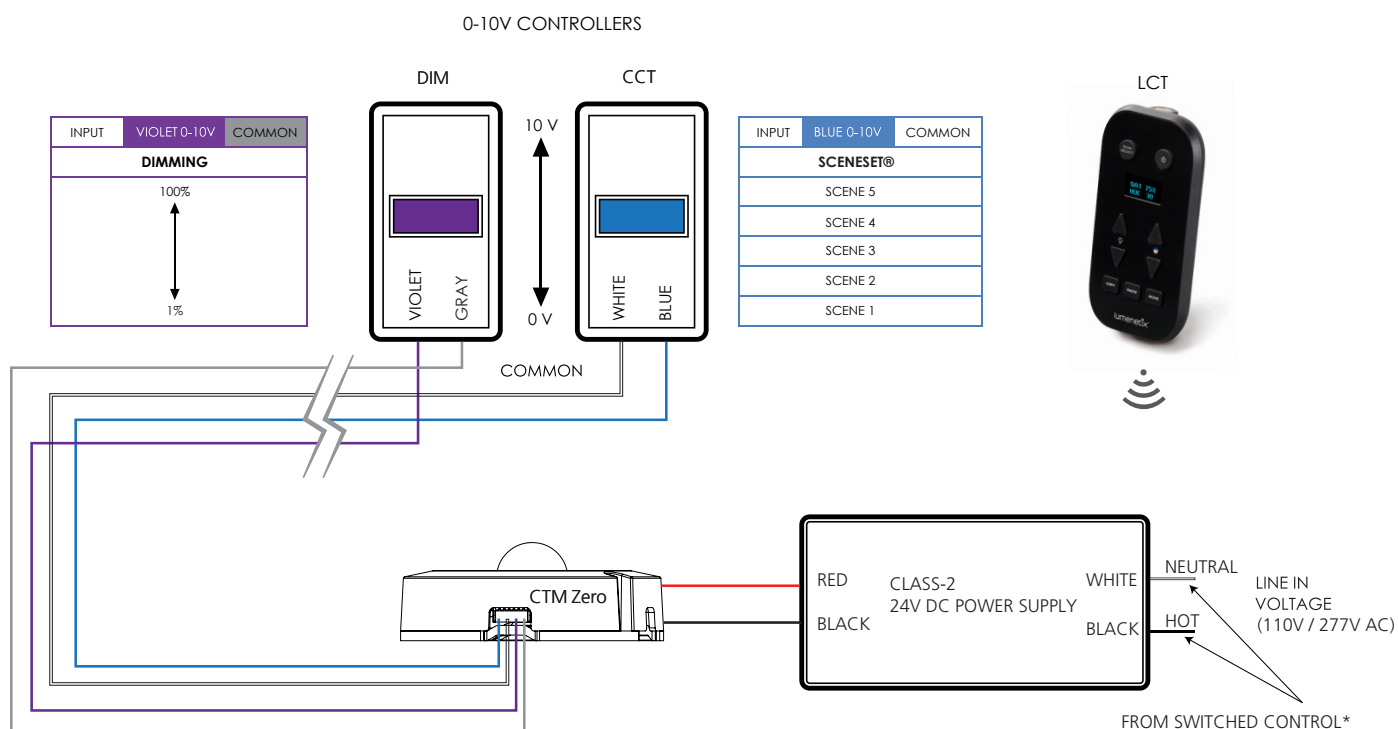 0-10V CONTROLLERS
DIM
CCT
LCT
INPUT VIOLET 0-10V COMMON
DIMMING
100%
1%
VIOLET
GRAY
10 V
0 V
WHITE
BLUE
COMMON
INPUT BLUE 0-10V COMMON
SCENESET®
SCENE 5
SCENE 4
SCENE 3
SCENE 2
SCENE 1
lumenetix
CTM Zero
RED
BLACK
CLASS-2
24V DC POWER SUPPLY
WHITE
BLACK
NEUTRAL
HOT
LINE IN
VOLTAGE
(110V / 277V AC)
FROM SWITCHED CONTROL*